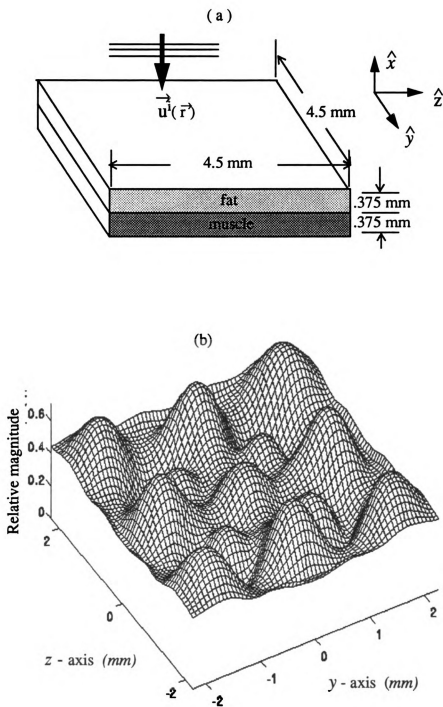 ( a )
x̂
ẑ
ŷ
u⃗ⁱ( r⃗ )
4.5 mm
4.5 mm
fat
.375 mm
muscle
.375 mm
(b)
Relative magnitude
0.6
0.4
0.2
0
2
0
-2
z - axis (mm)
-2
-1
0
1
2
y - axis (mm)